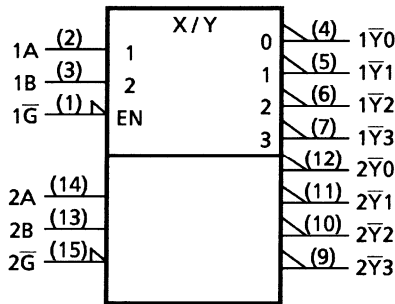 X/Y
1A (2) 1 0 (4) 1Y̅0
1B (3) 2 1 (5) 1Y̅1
1G̅ (1) EN 2 (6) 1Y̅2
3 (7) 1Y̅3
(12) 2Y̅0
2A (14) (11) 2Y̅1
2B (13) (10) 2Y̅2
2G̅ (15) (9) 2Y̅3